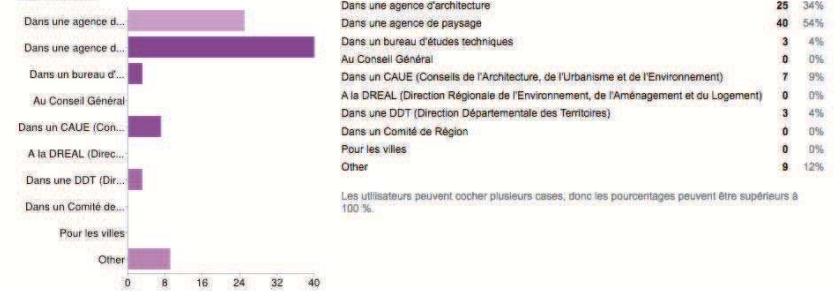 Dans une agence d...
Dans une agence d...
Dans un bureau d'...
Au Conseil Général
Dans un CAUE (Con...
A la DREAL (Direc...
Dans une DDT (Dir...
Dans un Comité de...
Pour les villes
Other
0 8 16 24 32 40
Dans une agence d'architecture 25 34%
Dans une agence de paysage 40 54%
Dans un bureau d'études techniques 3 4%
Au Conseil Général 0 0%
Dans un CAUE (Conseils de l'Architecture, de l'Urbanisme et de l'Environnement) 7 9%
A la DREAL (Direction Régionale de l'Environnement, de l'Aménagement et du Logement) 0 0%
Dans une DDT (Direction Départementale des Territoires) 3 4%
Dans un Comité de Région 0 0%
Pour les villes 0 0%
Other 9 12%
Les utilisateurs peuvent cocher plusieurs cases, donc les pourcentages peuvent être supérieurs à
100 %.